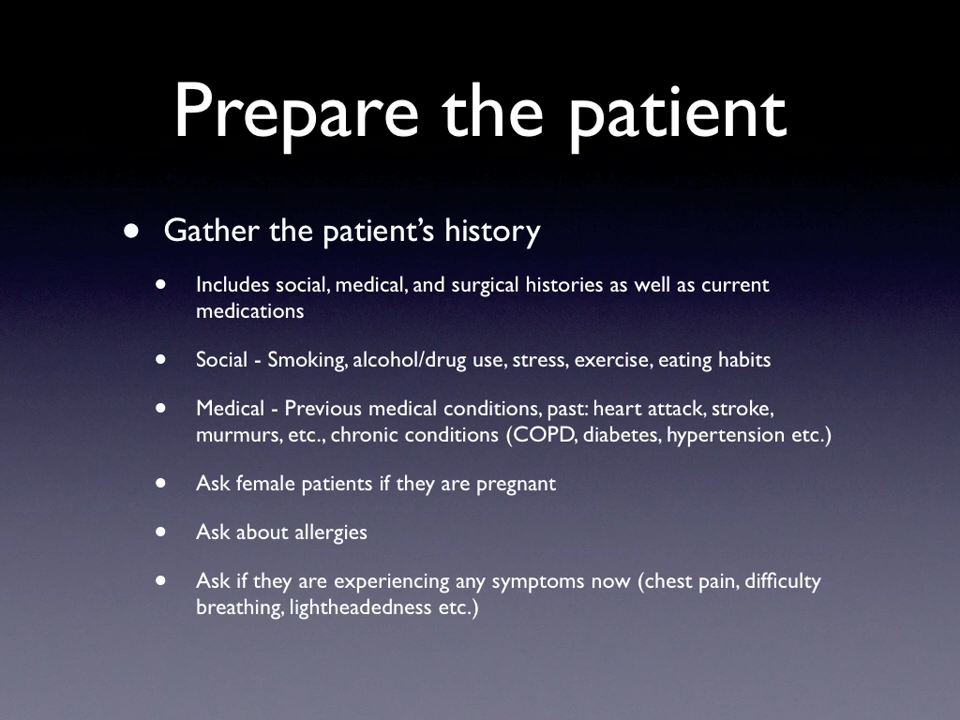 Prepare the patient
• Gather the patient’s history
• Includes social, medical, and surgical histories as well as current
medications
• Social - Smoking, alcohol/drug use, stress, exercise, eating habits
• Medical - Previous medical conditions, past: heart attack, stroke,
murmurs, etc., chronic conditions (COPD, diabetes, hypertension etc.)
• Ask female patients if they are pregnant
• Ask about allergies
• Ask if they are experiencing any symptoms now (chest pain, difficulty
breathing, lightheadedness etc.)